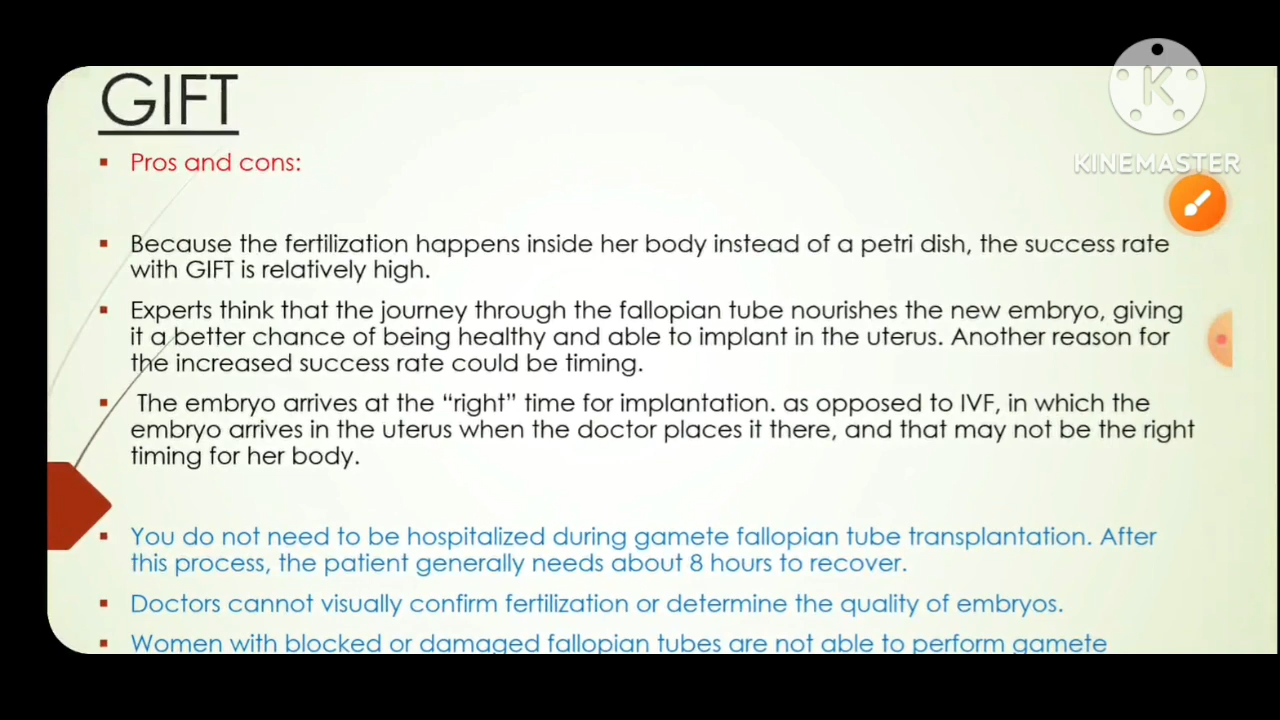 GIFT
K
KINEMASTER
Pros and cons:
Because the fertilization happens inside her body instead of a petri dish, the success rate
with GIFT is relatively high.
Experts think that the journey through the fallopian tube nourishes the new embryo, giving
it a better chance of being healthy and able to implant in the uterus. Another reason for
the increased success rate could be timing.
The embryo arrives at the “right” time for implantation. as opposed to IVF, in which the
embryo arrives in the uterus when the doctor places it there, and that may not be the right
timing for her body.
You do not need to be hospitalized during gamete fallopian tube transplantation. After
this process, the patient generally needs about 8 hours to recover.
Doctors cannot visually confirm fertilization or determine the quality of embryos.
Women with blocked or damaged fallopian tubes are not able to perform gamete